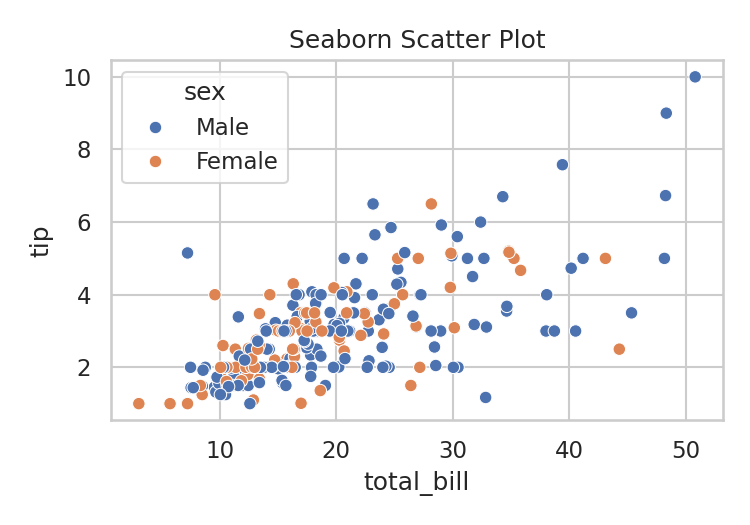 Seaborn Scatter Plot
10
8
6
4
2
tip
sex
Male
Female
10 20 30 40 50
total_bill